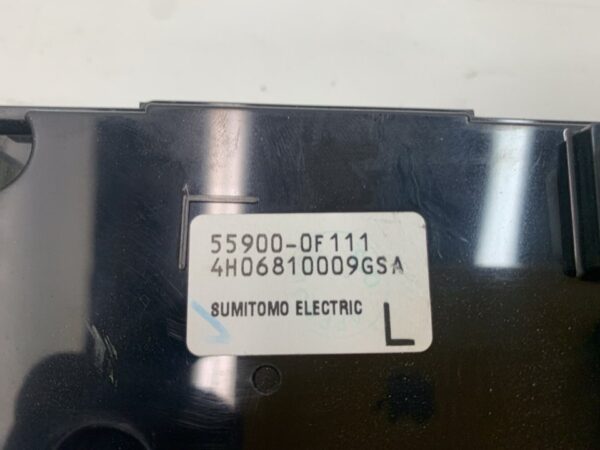 55900-0F111
4H06810009GSA
SUMITOMO ELECTRIC
L